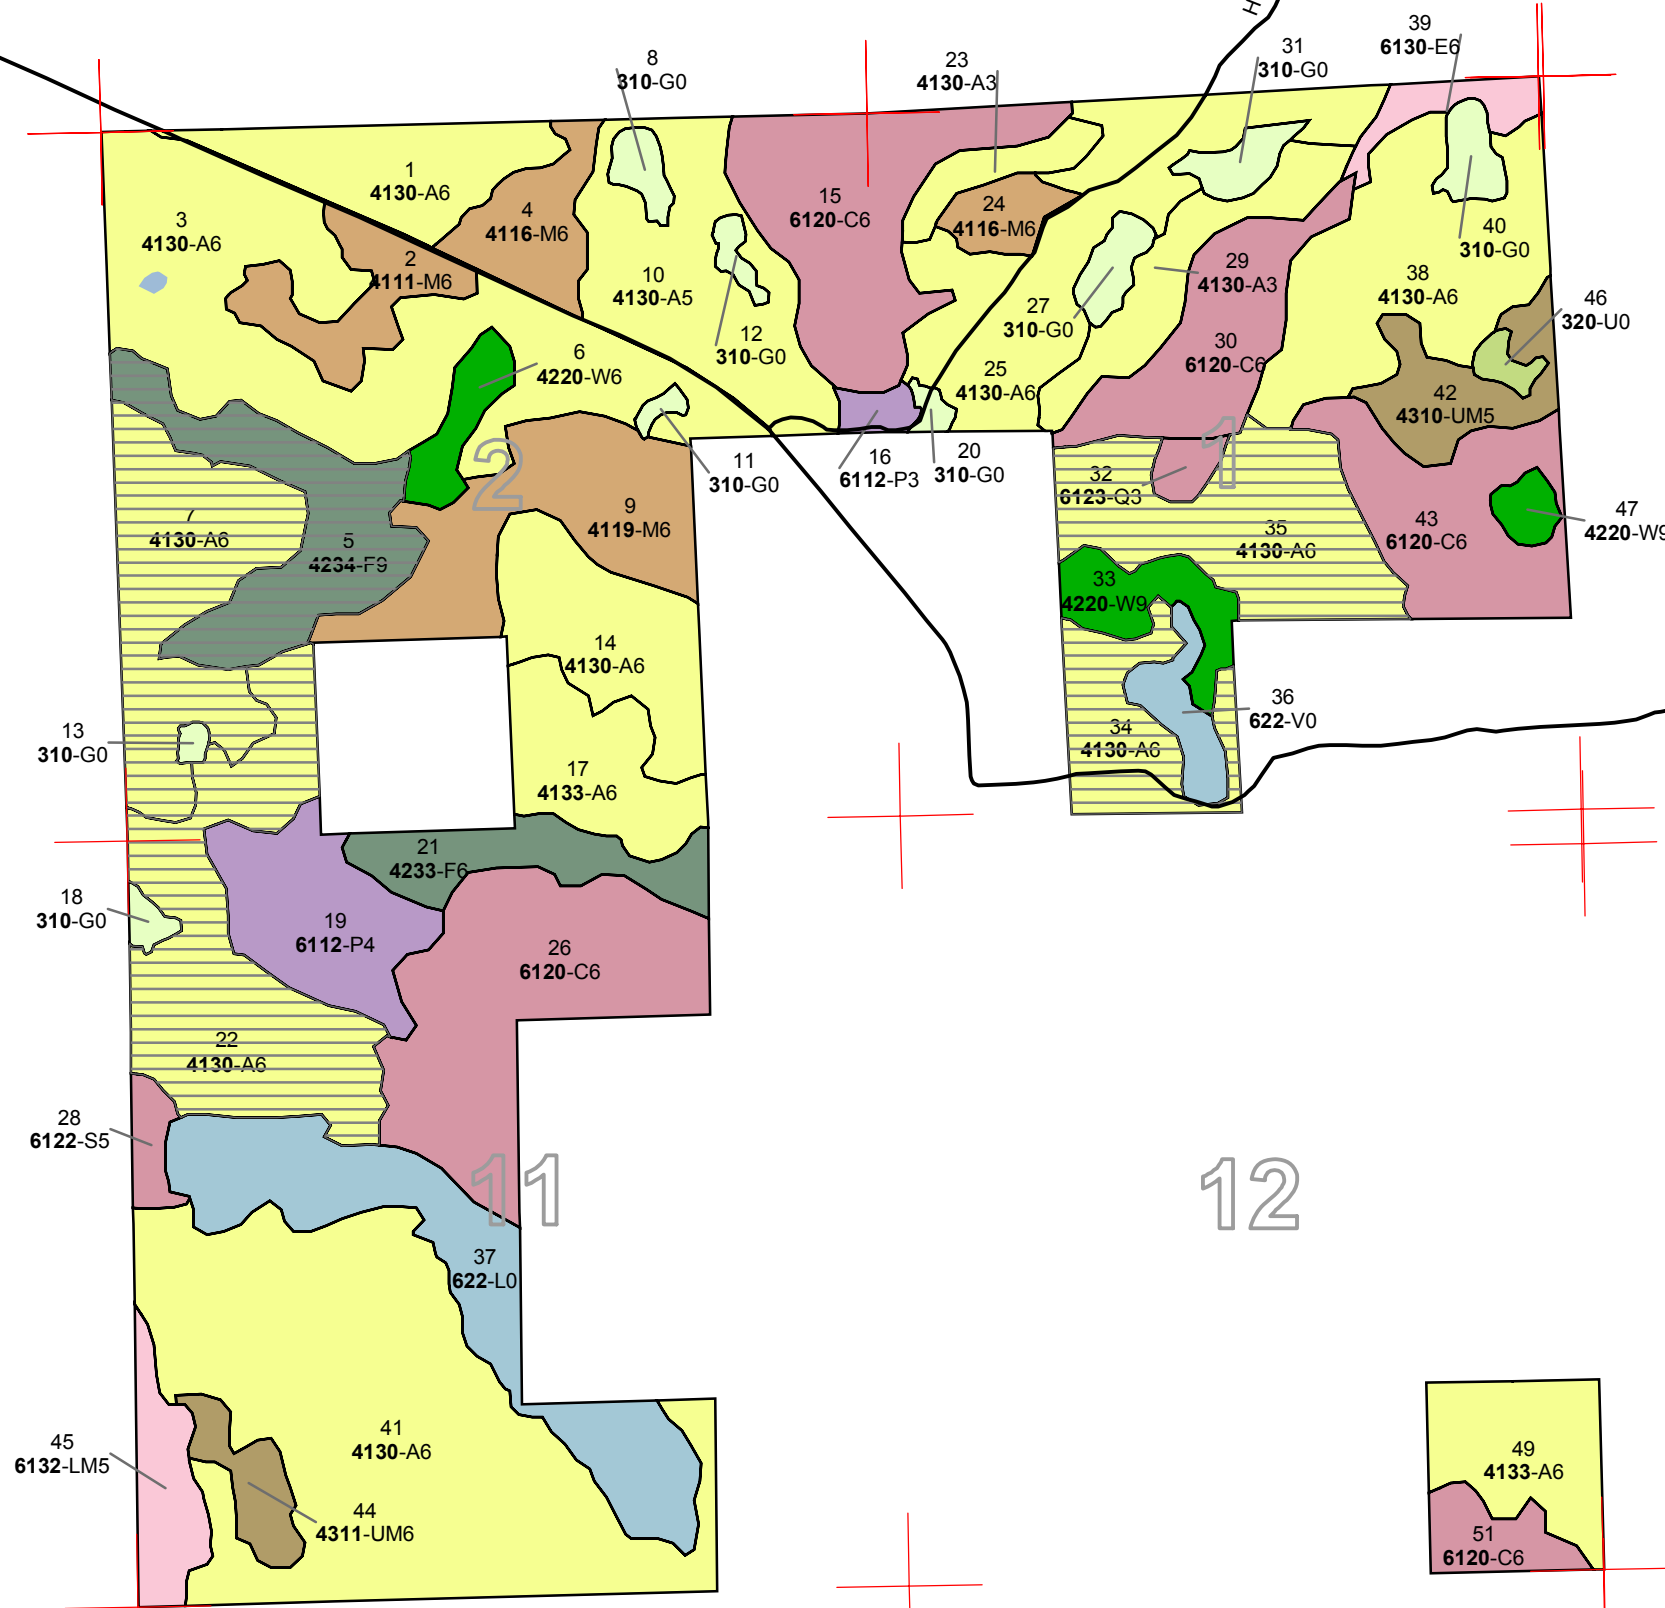 H
39
6130-E6
8
310-G0
23
4130-A3
31
310-G0
1
4130-A6
3
4130-A6
4
4116-M6
15
6120-C6
24
4116-M6
40
310-G0
2
4111-M6
10
4130-A5
29
4130-A3
38
4130-A6
27
310-G0
46
320-U0
12
310-G0
6
4220-W6
30
6120-C6
25
4130-A6
42
4310-UM5
2
1
11
310-G0
16
6112-P3
20
310-G0
32
6123-Q3
9
4119-M6
7
4130-A6
5
4234-F9
35
4130-A6
43
6120-C6
47
4220-W9
33
4220-W9
14
4130-A6
36
622-V0
13
310-G0
34
4130-A6
17
4133-A6
21
4233-F6
18
310-G0
19
6112-P4
26
6120-C6
22
4130-A6
28
6122-S5
11
12
37
622-L0
41
4130-A6
45
6132-LM5
44
4311-UM6
49
4133-A6
51
6120-C6